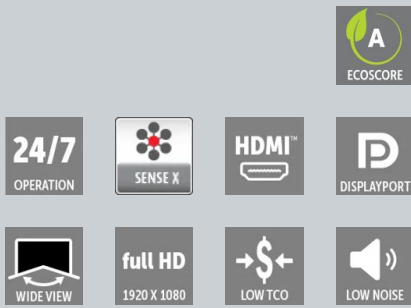 A
ECOSCORE
24/7
OPERATION
SENSE X
HDMI™
DISPLAYPORT
WIDE VIEW
full HD
1920 X 1080
$
LOW TCO
LOW NOISE